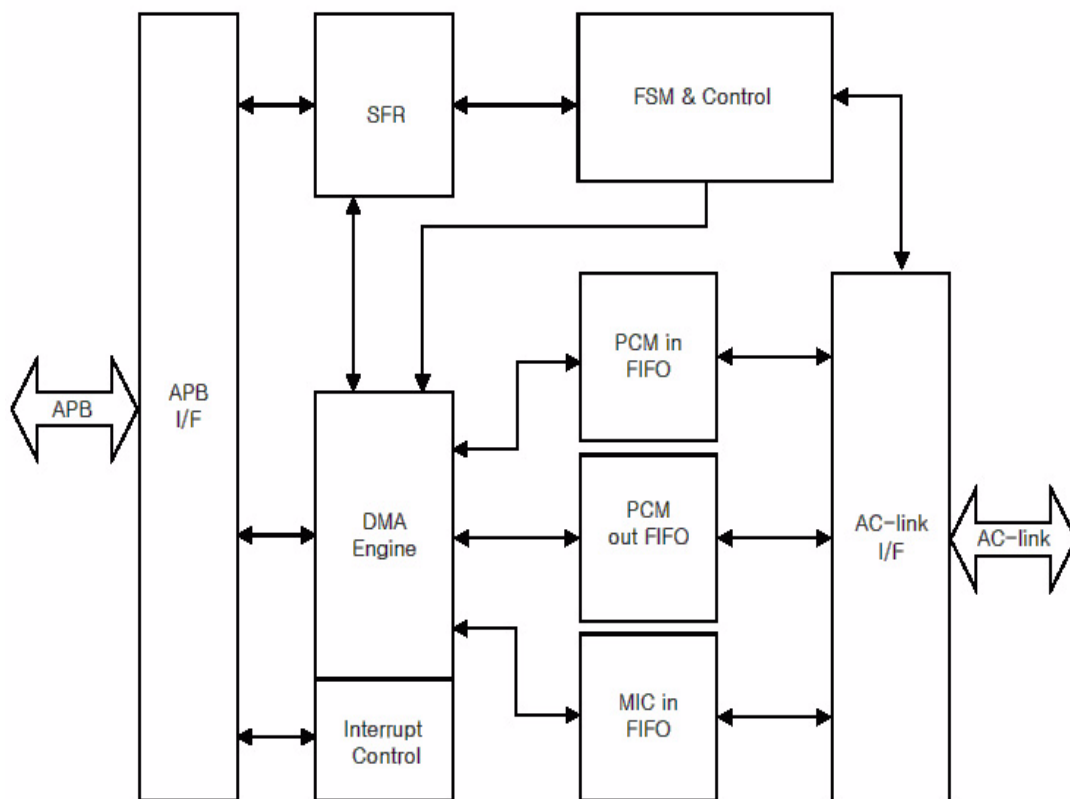 SFR
FSM & Control
PCM in
FIFO
APB
APB
I/F
DMA
Engine
PCM
out FIFO
AC-link
I/F
AC-link
MIC in
FIFO
Interrupt
Control